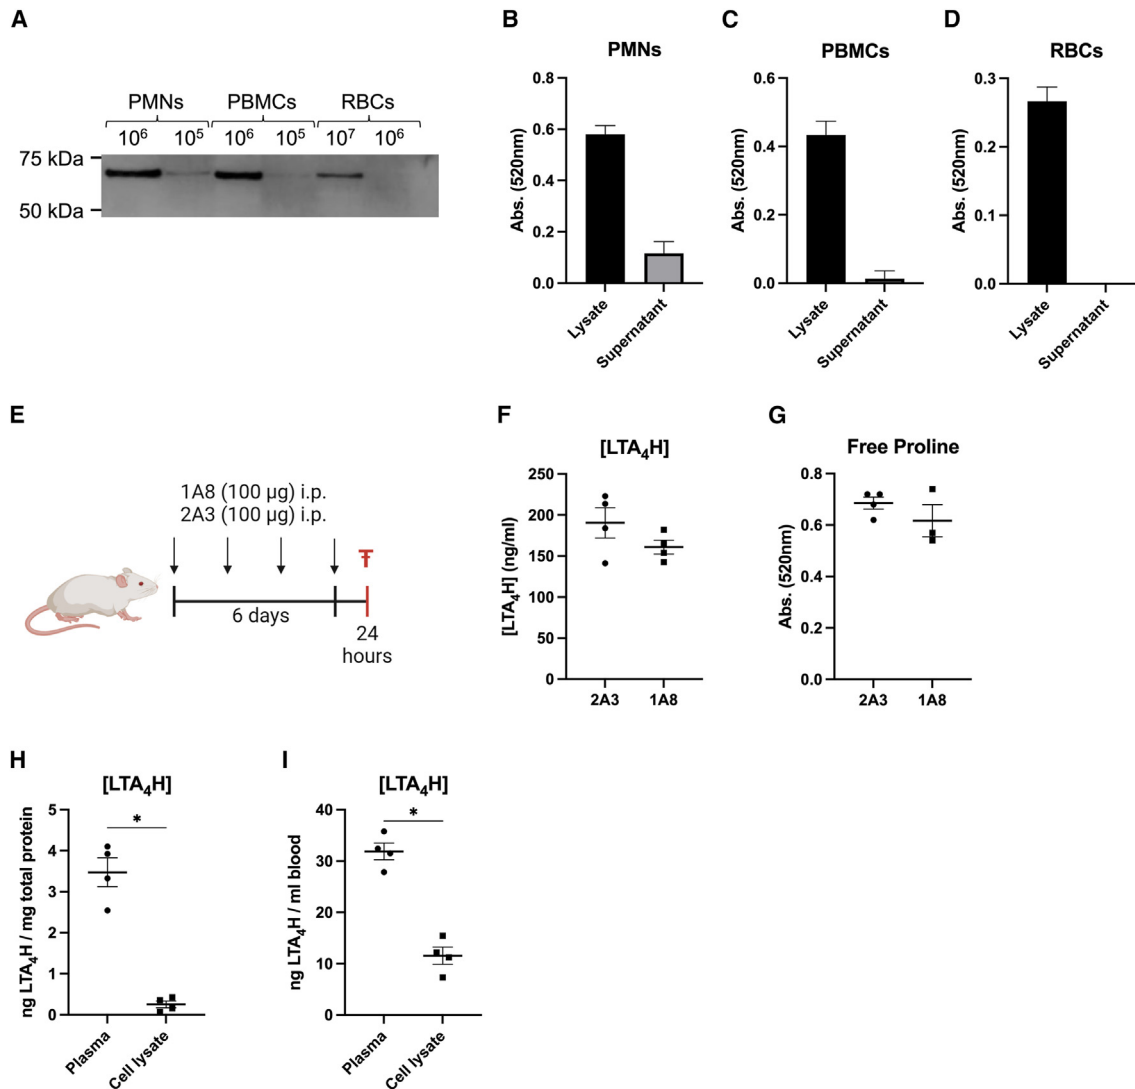 A
PMNs PBMCs RBCs
10⁶ 10⁵ 10⁶ 10⁵ 10⁷ 10⁶
75 kDa
50 kDa
B
PMNs
Abs. (520nm)
0.8
0.6
0.4
0.2
0.0
Lysate
Supernatant
C
PBMCs
Abs. (520nm)
0.6
0.4
0.2
0.0
Lysate
Supernatant
D
RBCs
Abs. (520nm)
0.3
0.2
0.1
0.0
Lysate
Supernatant
E
1A8 (100 µg) i.p.
2A3 (100 µg) i.p.
6 days
24
hours
F
[LTA₄H]
[LTA₄H] (ng/ml)
250
200
150
100
50
0
2A3 1A8
G
Free Proline
Abs. (520nm)
0.8
0.6
0.4
0.2
0.0
2A3 1A8
H
[LTA₄H]
ng LTA₄H / mg total protein
5
4
3
2
1
0
*
Plasma
Cell lysate
I
[LTA₄H]
ng LTA₄H / ml blood
40
30
20
10
0
*
Plasma
Cell lysate